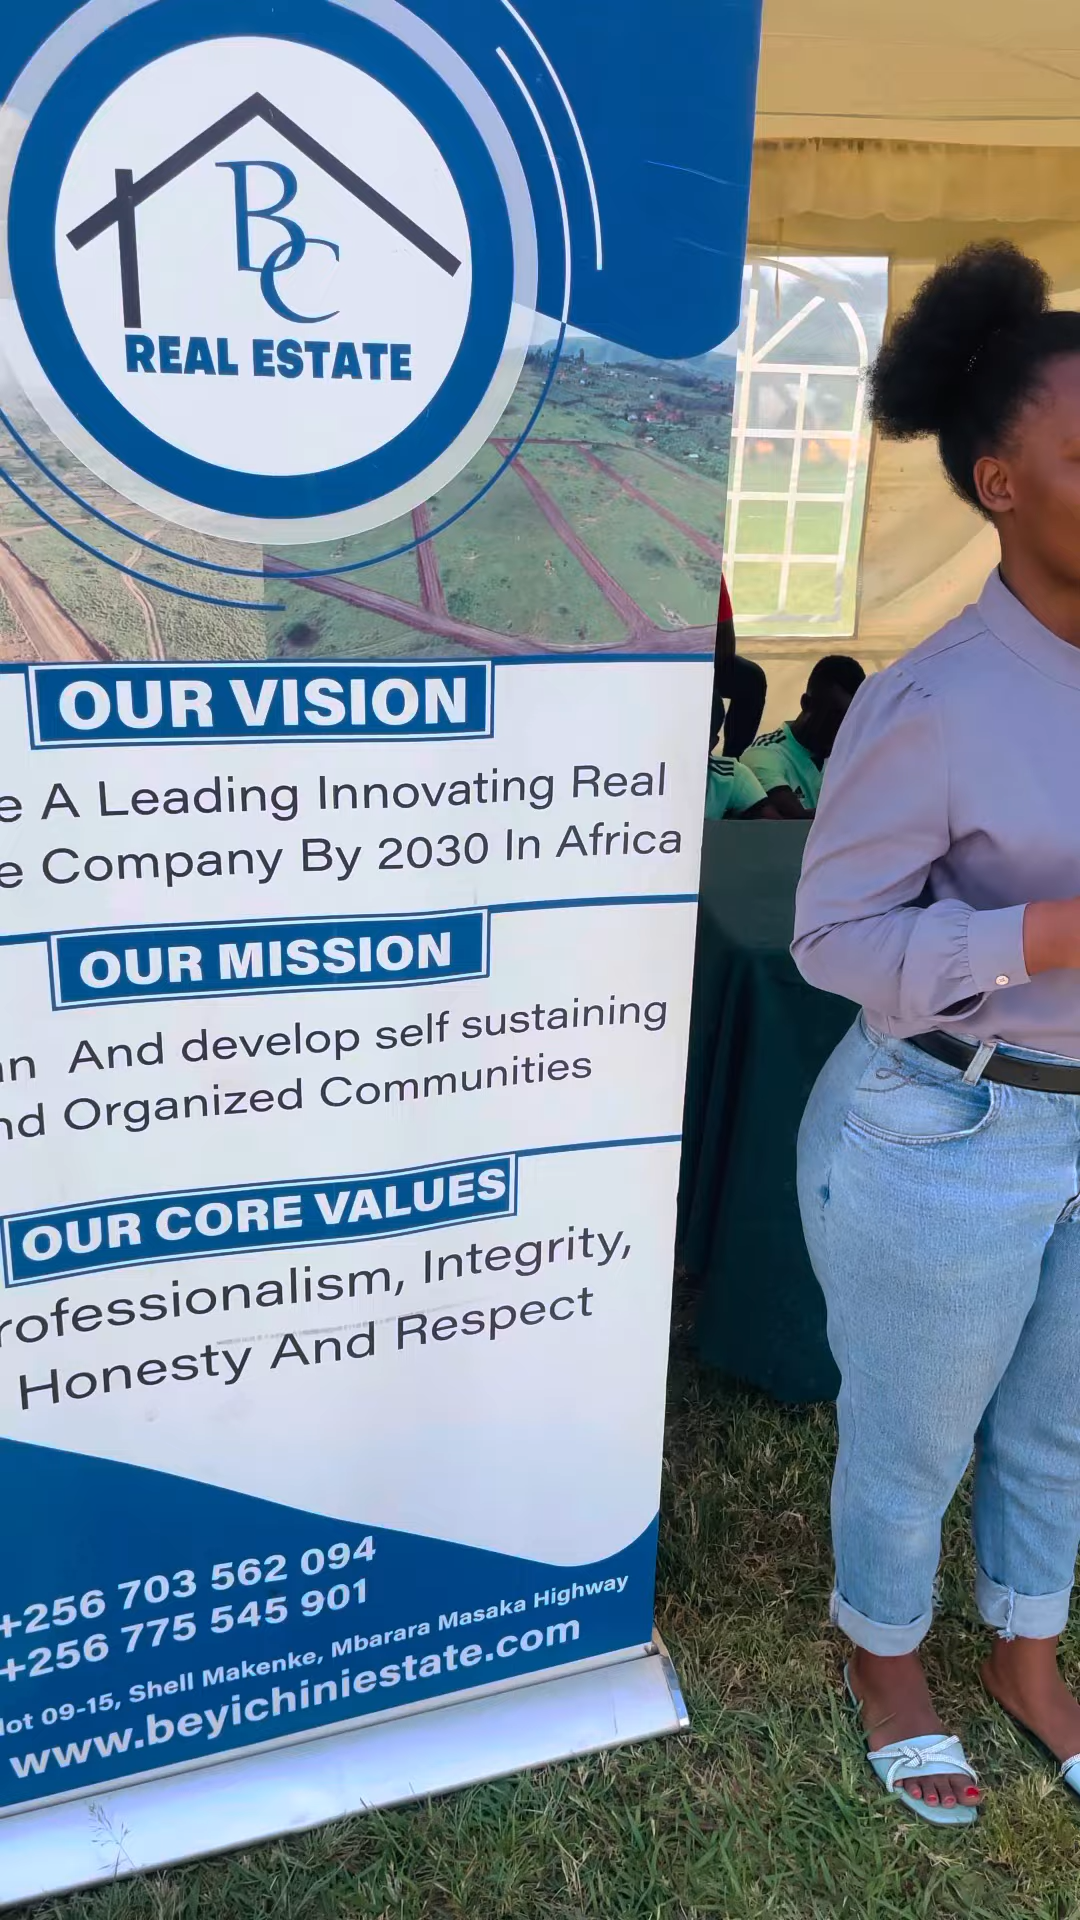 BC
REAL ESTATE
OUR VISION
A Leading Innovating Real
Company By 2030 In Africa
OUR MISSION
And develop self sustaining
Organized Communities
OUR CORE VALUES
rofessionalism, Integrity,
Honesty And Respect
+256 703 562 094
+256 775 545 901
lot 09-15, Shell Makenke, Mbarara Masaka Highway
www.beyichiniestate.com